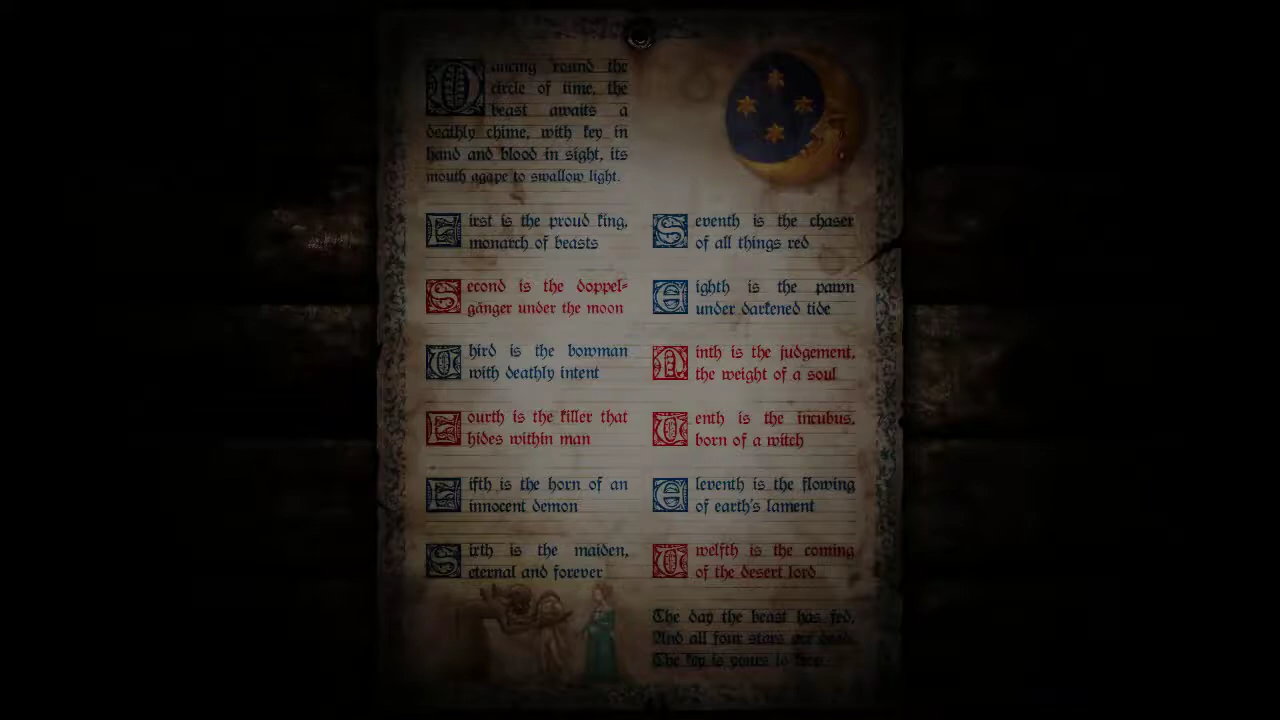 Dancing 'round the
circle of time, the
beast awaits a
deathly chime, with key in
hand and blood in sight, its
mouth agape to swallow light.
First is the proud king,
monarch of beasts
Second is the doppel=
gänger under the moon
Third is the bowman
with deathly intent
Fourth is the killer that
hides within man
Fifth is the horn of an
innocent demon
Sixth is the maiden,
eternal and forever
Seventh is the chaser
of all things red
Eighth is the pawn
under darkened tide
Ninth is the judgement,
the weight of a soul
Tenth is the incubus,
born of a witch
Eleventh is the flowing
of earth's lament
Twelfth is the coming
of the desert lord
The day the beast has fed,
And all four stars are dead,
The key is yours to keep.